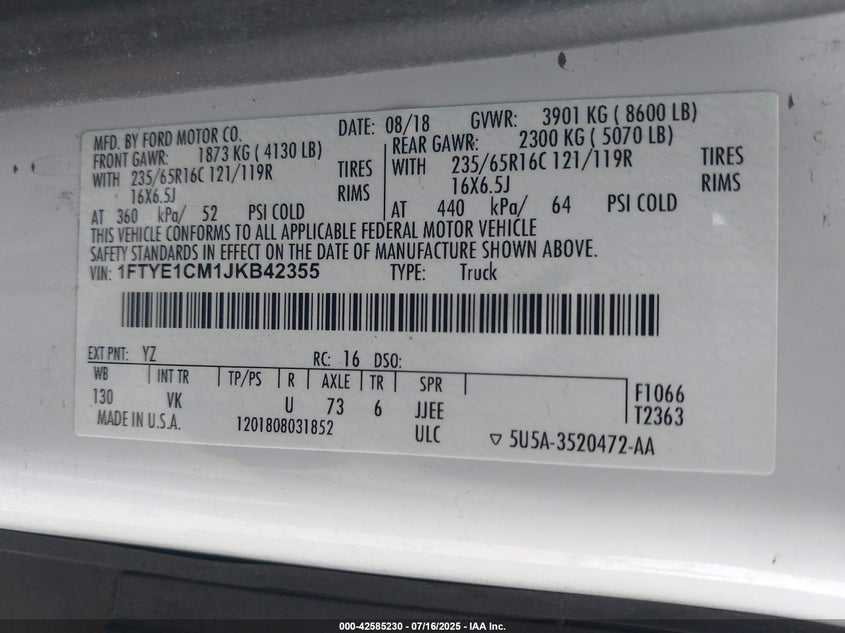 MFD. BY FORD MOTOR CO. DATE: 08/18 GVWR: 3901 KG ( 8600 LB)
FRONT GAWR: 1873 KG ( 4130 LB) REAR GAWR: 2300 KG ( 5070 LB)
WITH 235/65R16C 121/119R TIRES WITH 235/65R16C 121/119R TIRES
16X6.5J RIMS 16X6.5J RIMS
AT 360 kPa/ 52 PSI COLD AT 440 kPa/ 64 PSI COLD
THIS VEHICLE CONFORMS TO ALL APPLICABLE FEDERAL MOTOR VEHICLE
SAFETY STANDARDS IN EFFECT ON THE DATE OF MANUFACTURE SHOWN ABOVE.
VIN: 1FTYE1CM1JKB42355 TYPE: Truck
EXT PNT: YZ RC: 16 DSO:
WB INT TR TP/PS R AXLE TR SPR F1066
130 VK U 73 6 JJEE T2363
MADE IN U.S.A. 1201808031852 ULC ▽ 5U5A-3520472-AA
000-42585230 - 07/16/2025 - IAA Inc.